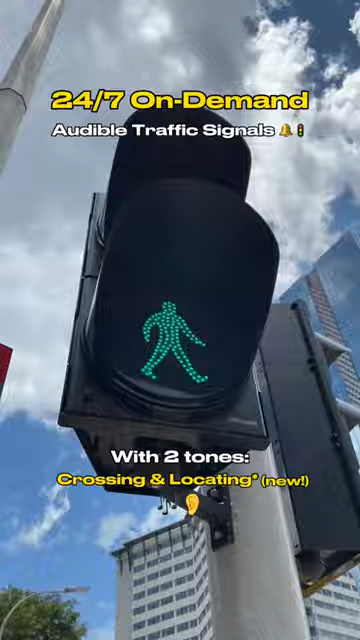 24/7 On-Demand
Audible Traffic Signals 🔔🚦
With 2 tones:
Crossing & Locating* (new!)
🎶👂